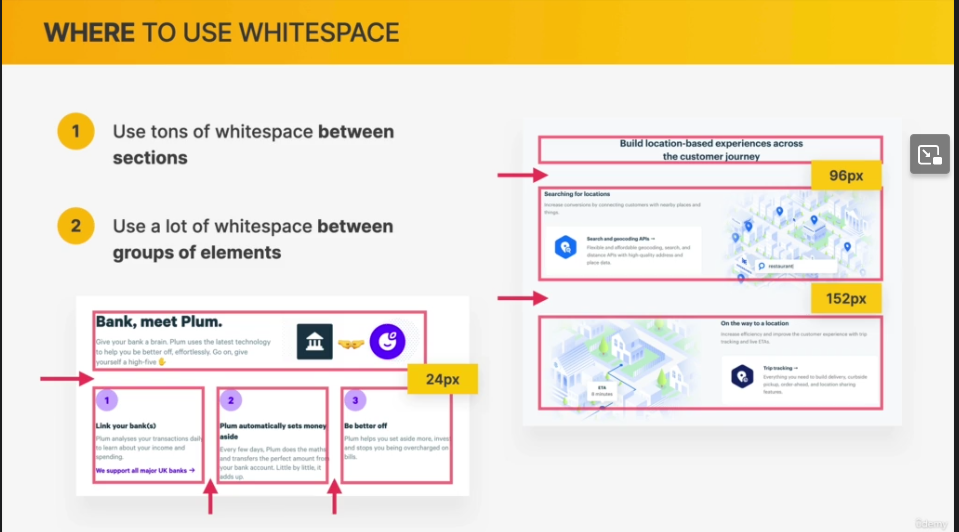 WHERE TO USE WHITESPACE
1
Use tons of whitespace between
sections
2
Use a lot of whitespace between
groups of elements
Bank, meet Plum.
Give your bank a brain. Plum uses the latest technology
to help you be better off, effortlessly. Go on, give
yourself a high-five ✋
24px
1
Link your bank(s)
Plum analyses your transactions daily
to learn about your income and
spending.
We support all major UK banks →
2
Plum automatically sets money
aside
Every few days, Plum does the maths
and transfers the perfect amount from
your bank account. Little by little, it
adds up.
3
Be better off
Plum helps you set aside more, invest
and stops you being overcharged on
bills.
Build location-based experiences across
the customer journey
96px
Searching for locations
Increase conversions by connecting customers with nearby places and
things.
Search and geocoding APIs →
Flexible and affordable geocoding, search, and
distance APIs with high-quality address and
place data.
restaurant
152px
ETA
6 minutes
On the way to a location
Increase efficiency and improve the customer experience with trip
tracking and live ETAs.
Trip tracking →
Everything you need to build delivery, curbside
pickup, order-ahead, and location sharing
features.
ûdemy